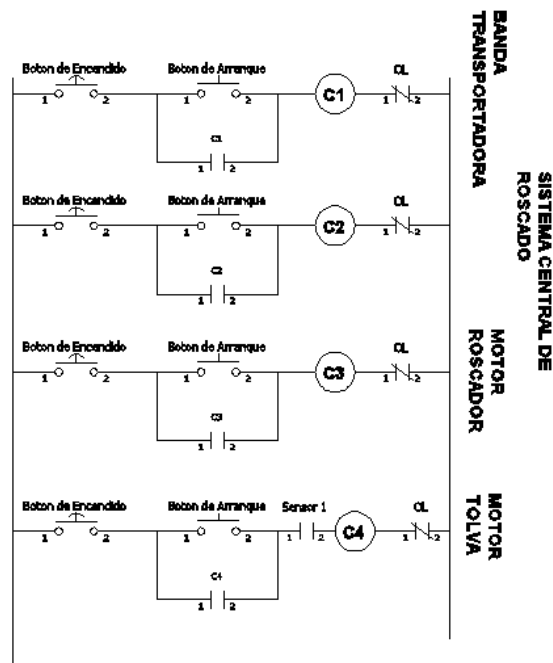 BANDA
TRANSPORTADORA
SISTEMA CENTRAL DE
ROSCADO
MOTOR
ROSCADOR
MOTOR
TOLVA
Boton de Encendido
Boton de Arranque
OL
1 2
1 2
C1
1 2
C1
1 2
Boton de Encendido
Boton de Arranque
OL
1 2
1 2
C2
1 2
C2
1 2
Boton de Encendido
Boton de Arranque
OL
1 2
1 2
C3
1 2
C3
1 2
Boton de Encendido
Boton de Arranque
Sensor 1
OL
1 2
1 2
1 2
C4
1 2
C4
1 2